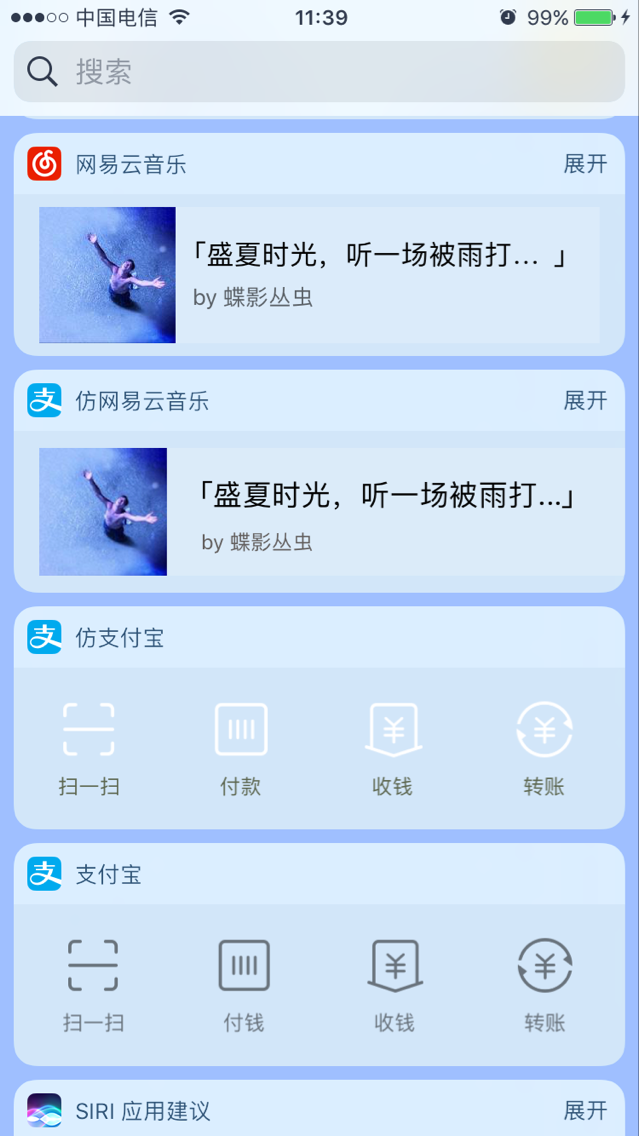 中国电信 11:39 99%
搜索
网易云音乐 展开
「盛夏时光，听一场被雨打… 」
by 蝶影丛虫
支 仿网易云音乐 展开
「盛夏时光，听一场被雨打...」
by 蝶影丛虫
支 仿支付宝
扫一扫 付款 收钱 转账
支 支付宝
扫一扫 付钱 收钱 转账
SIRI 应用建议 展开